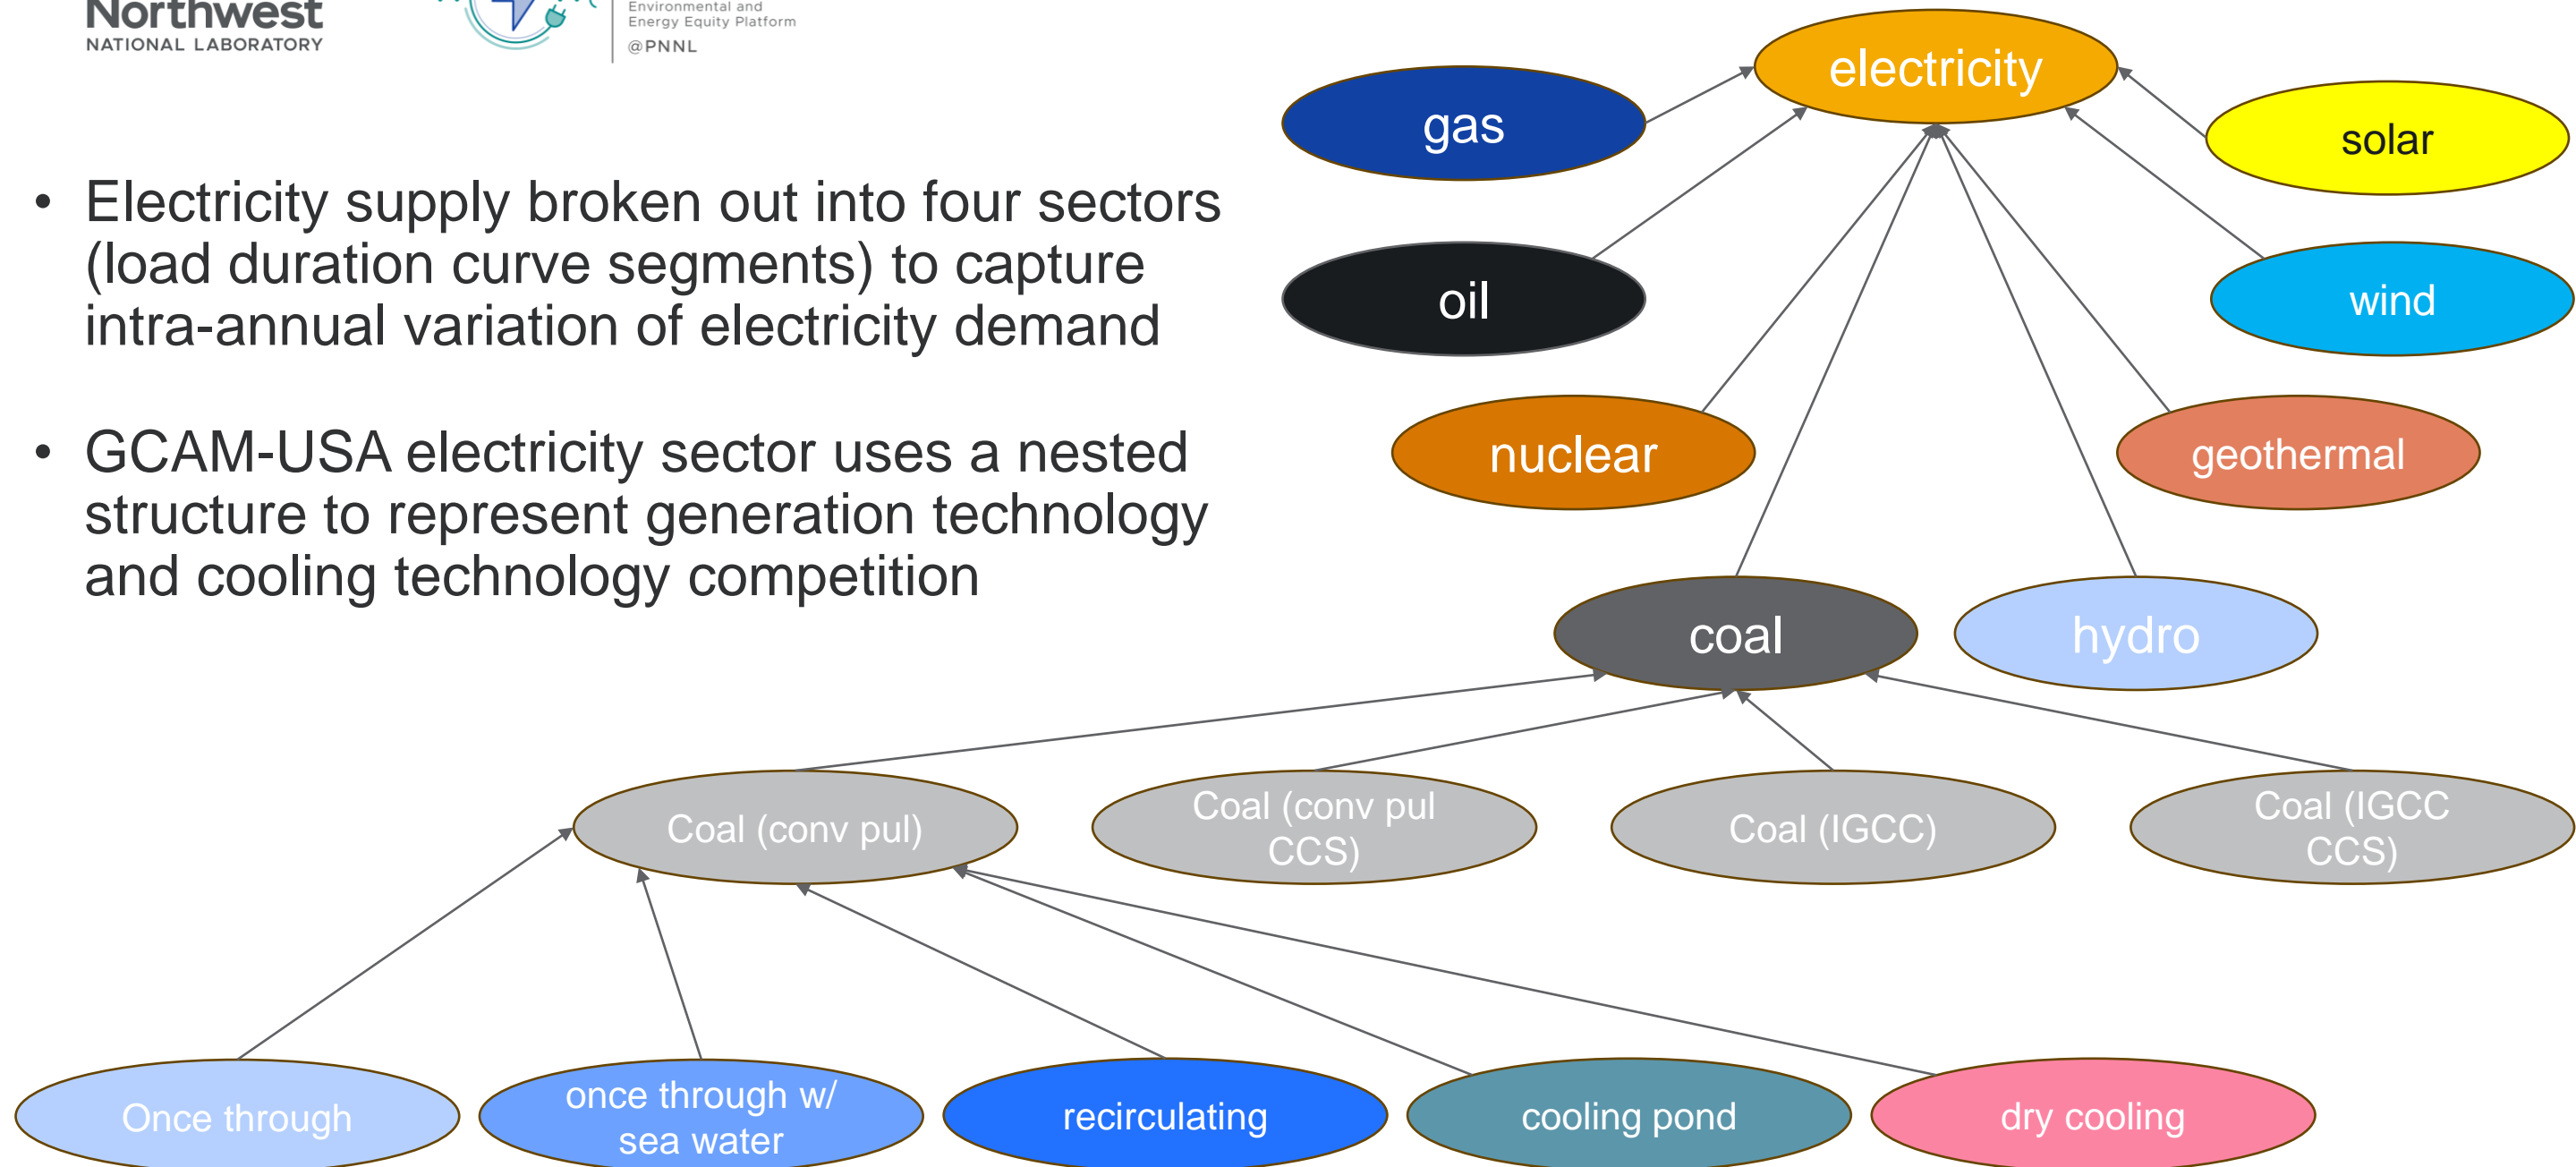 Northwest
NATIONAL LABORATORY
Environmental and
Energy Equity Platform
@PNNL
• Electricity supply broken out into four sectors
(load duration curve segments) to capture
intra-annual variation of electricity demand
• GCAM-USA electricity sector uses a nested
structure to represent generation technology
and cooling technology competition
electricity
gas
solar
oil
wind
nuclear
geothermal
coal
hydro
Coal (conv pul)
Coal (conv pul
CCS)
Coal (IGCC)
Coal (IGCC
CCS)
Once through
once through w/
sea water
recirculating
cooling pond
dry cooling